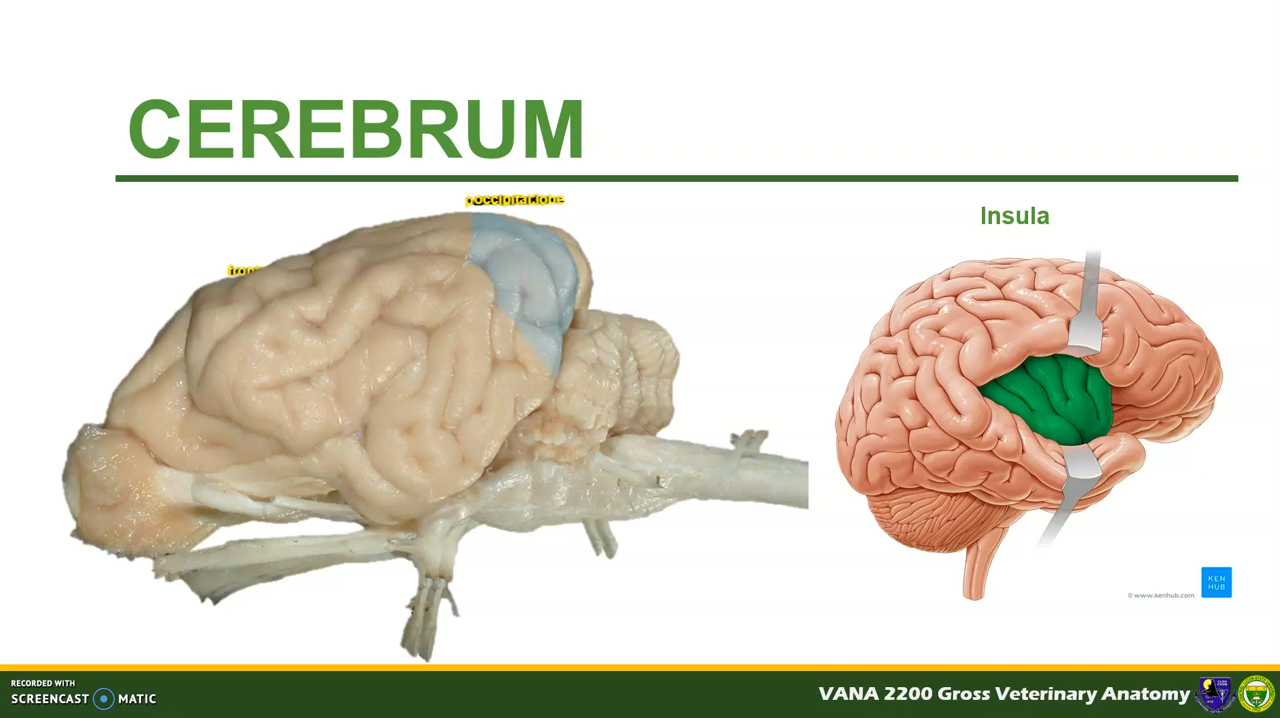 CEREBRUM
Insula
© www.kenhub.com
KEN
HUB
RECORDED WITH
SCREENCAST MATIC
VANA 2200 Gross Veterinary Anatomy